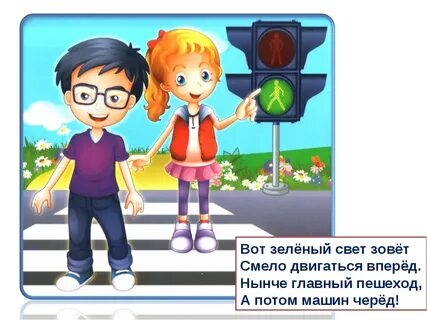 Вот зелёный свет зовёт
Смело двигаться вперёд.
Нынче главный пешеход,
А потом машин черёд!